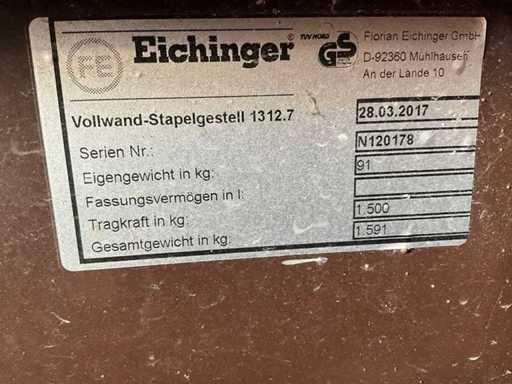 FE
Eichinger
TÜV NORD
GS
Florian Eichinger GmbH
D-92360 Mühlhausen
An der Lände 10
Vollwand-Stapelgestell 1312.7 28.03.2017
Serien Nr.: N120178
Eigengewicht in kg: 91
Fassungsvermögen in l:
Tragkraft in kg: 1.500
Gesamtgewicht in kg: 1.591